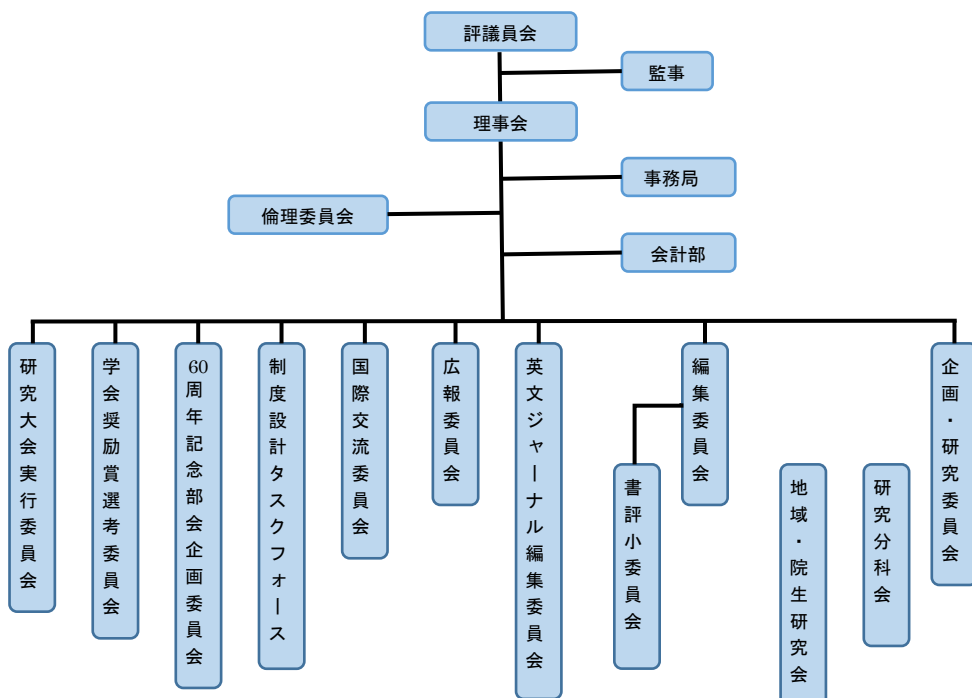 評議員会
監事
理事会
事務局
倫理委員会
会計部
研究大会実行委員会
学会奨励賞選考委員会
60周年記念部会企画委員会
制度設計タスクフォース
国際交流委員会
広報委員会
英文ジャーナル編集委員会
編集委員会
書評小委員会
地域・院生研究会
研究分科会
企画・研究委員会